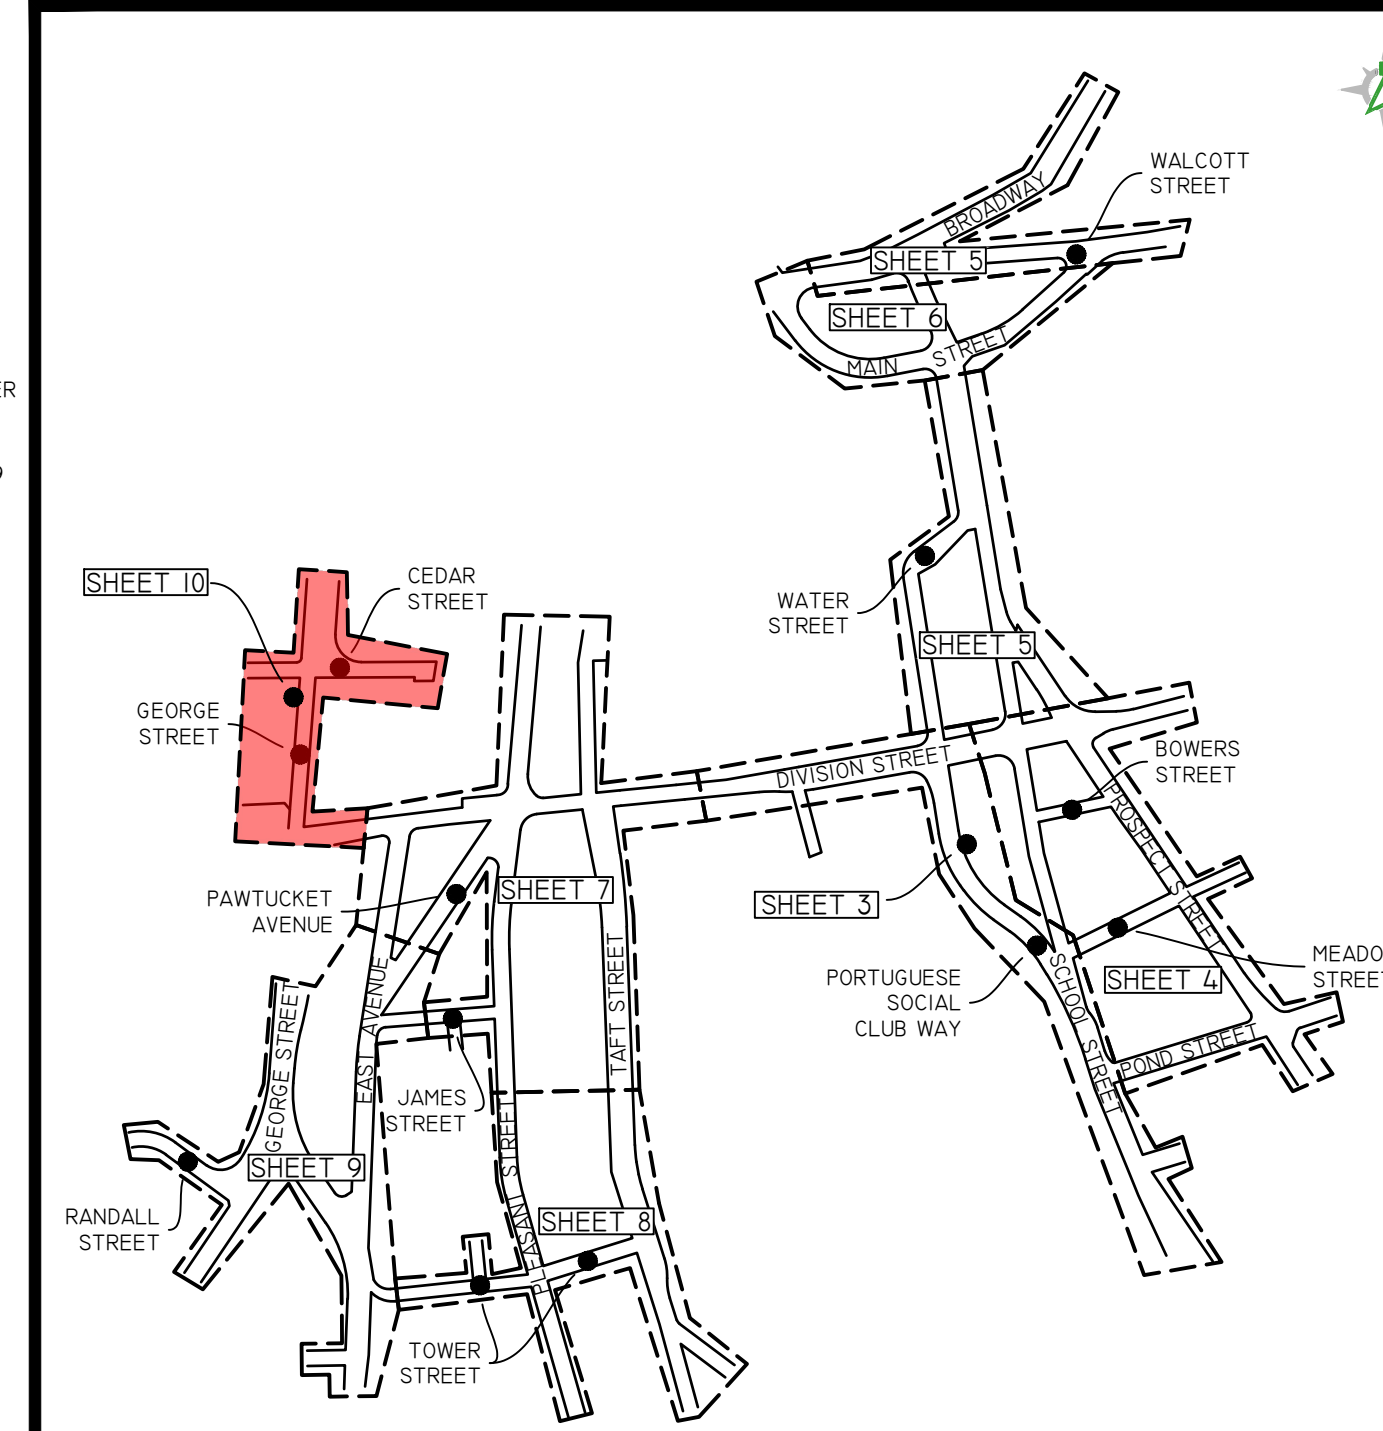 WALCOTT
STREET
BROADWAY
SHEET 5
SHEET 6
MAIN STREET
ER
9
SHEET 10
CEDAR
STREET
WATER
STREET
SHEET 5
GEORGE
STREET
DIVISION STREET
BOWERS
STREET
PROSPECT STREET
PAWTUCKET
AVENUE
SHEET 7
SHEET 3
MEADO
STREET
SHEET 4
PORTUGUESE
SOCIAL
CLUB WAY
SCHOOL STREET
POND STREET
TAFT STREET
EAST AVENUE
GEORGE STREET
JAMES
STREET
PLEASANT STREET
SHEET 9
RANDALL
STREET
SHEET 8
TOWER
STREET